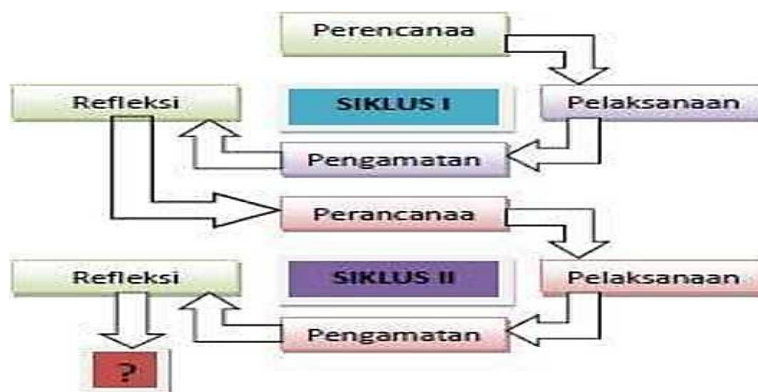 Perencanaa
Refleksi
SIKLUS I
Pelaksanaan
Pengamatan
Perancanaa
Refleksi
SIKLUS II
Pelaksanaan
Pengamatan
?